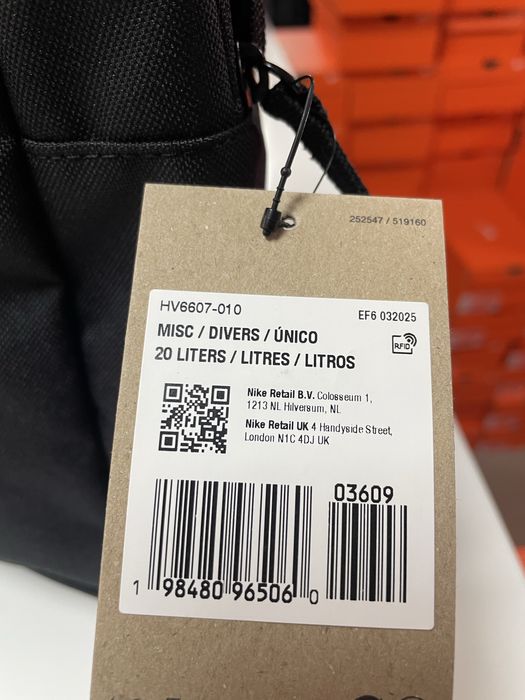 252547 / 519160
HV6607-010
EF6 032025
MISC / DIVERS / ÚNICO
20 LITERS / LITRES / LITROS
RFID
Nike Retail B.V. Colosseum 1,
1213 NL Hilversum, NL
Nike Retail UK 4 Handyside Street,
London N1C 4DJ UK
03609
1 98480 96506 0